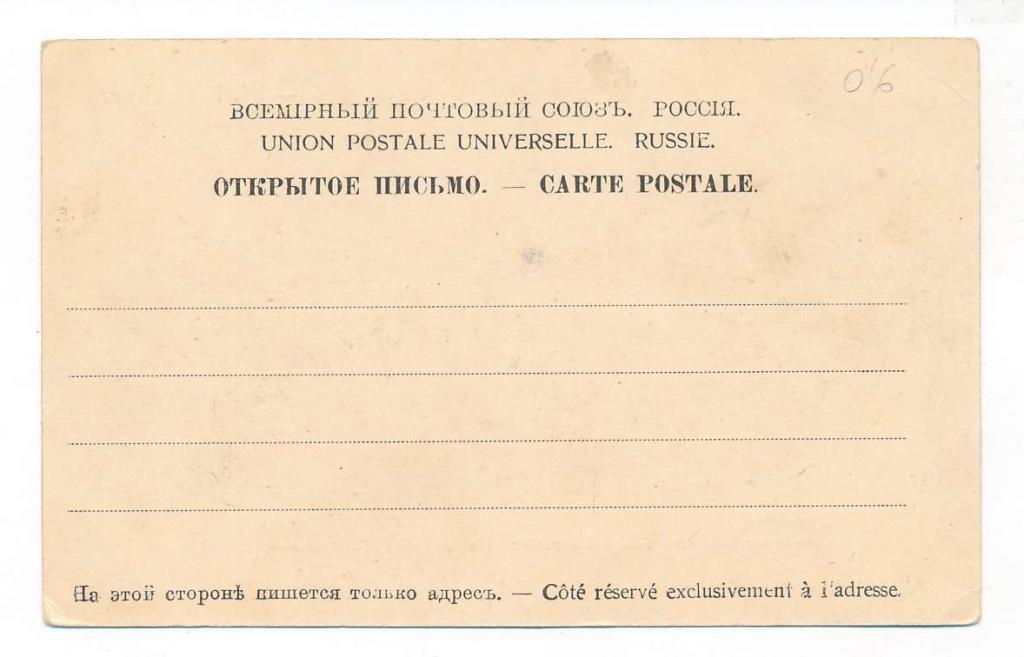 06
ВСЕМІРНЫЙ ПОЧТОВЫЙ СОЮЗЪ. РОССІЯ.
UNION POSTALE UNIVERSELLE. RUSSIE.
ОТКРЫТОЕ ПИСЬМО. — CARTE POSTALE.
На этой сторонѣ пишется только адресъ. — Côté réservé exclusivement à l'adresse.